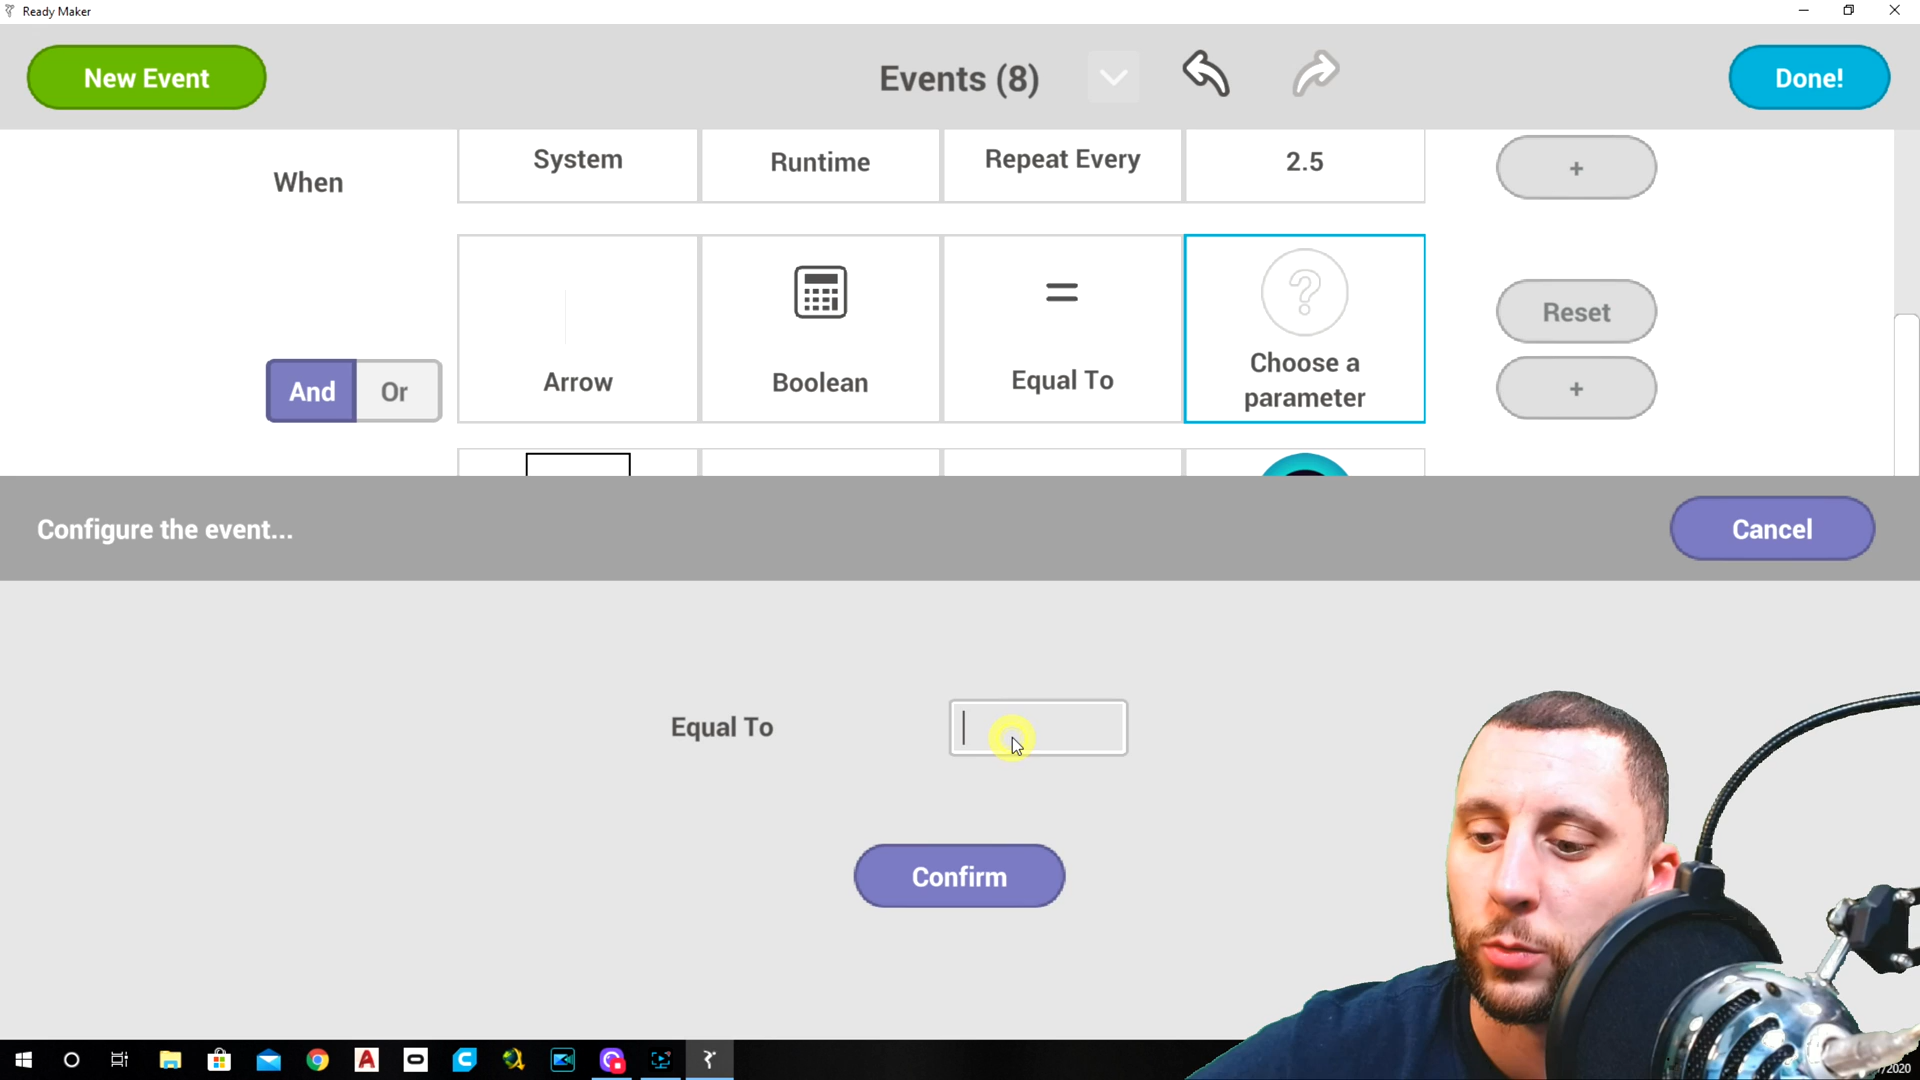 Ready Maker
New Event
Events (8)
Done!
When
System
Runtime
Repeat Every
2.5
+
Arrow
Boolean
=
Equal To
?
Choose a
parameter
Reset
+
And
Or
Configure the event...
Cancel
Equal To
Confirm
/2020